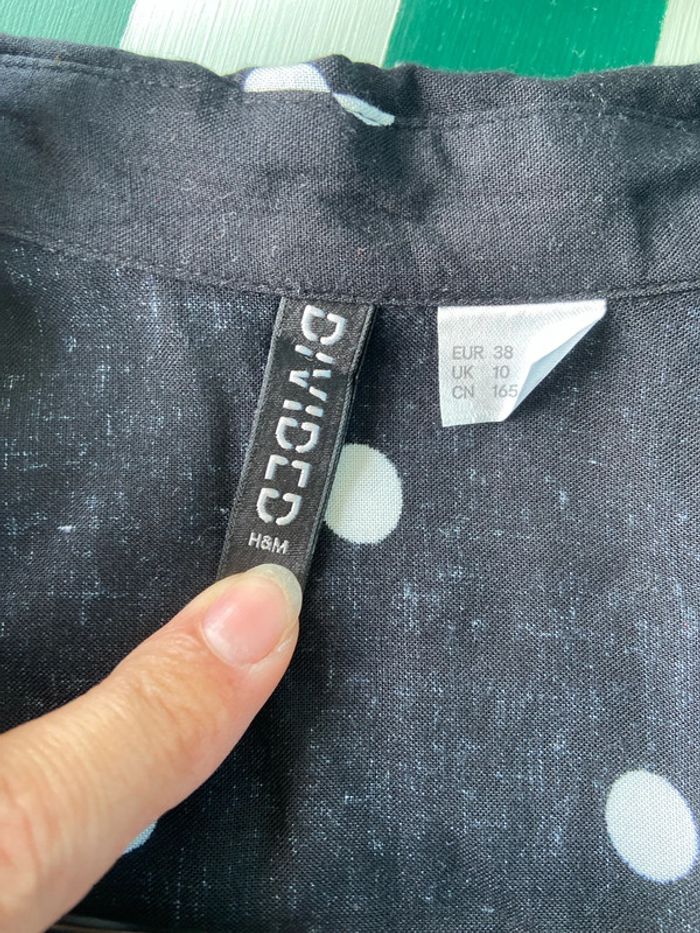 DIVIDED
H&M
EUR 38
UK 10
CN 165